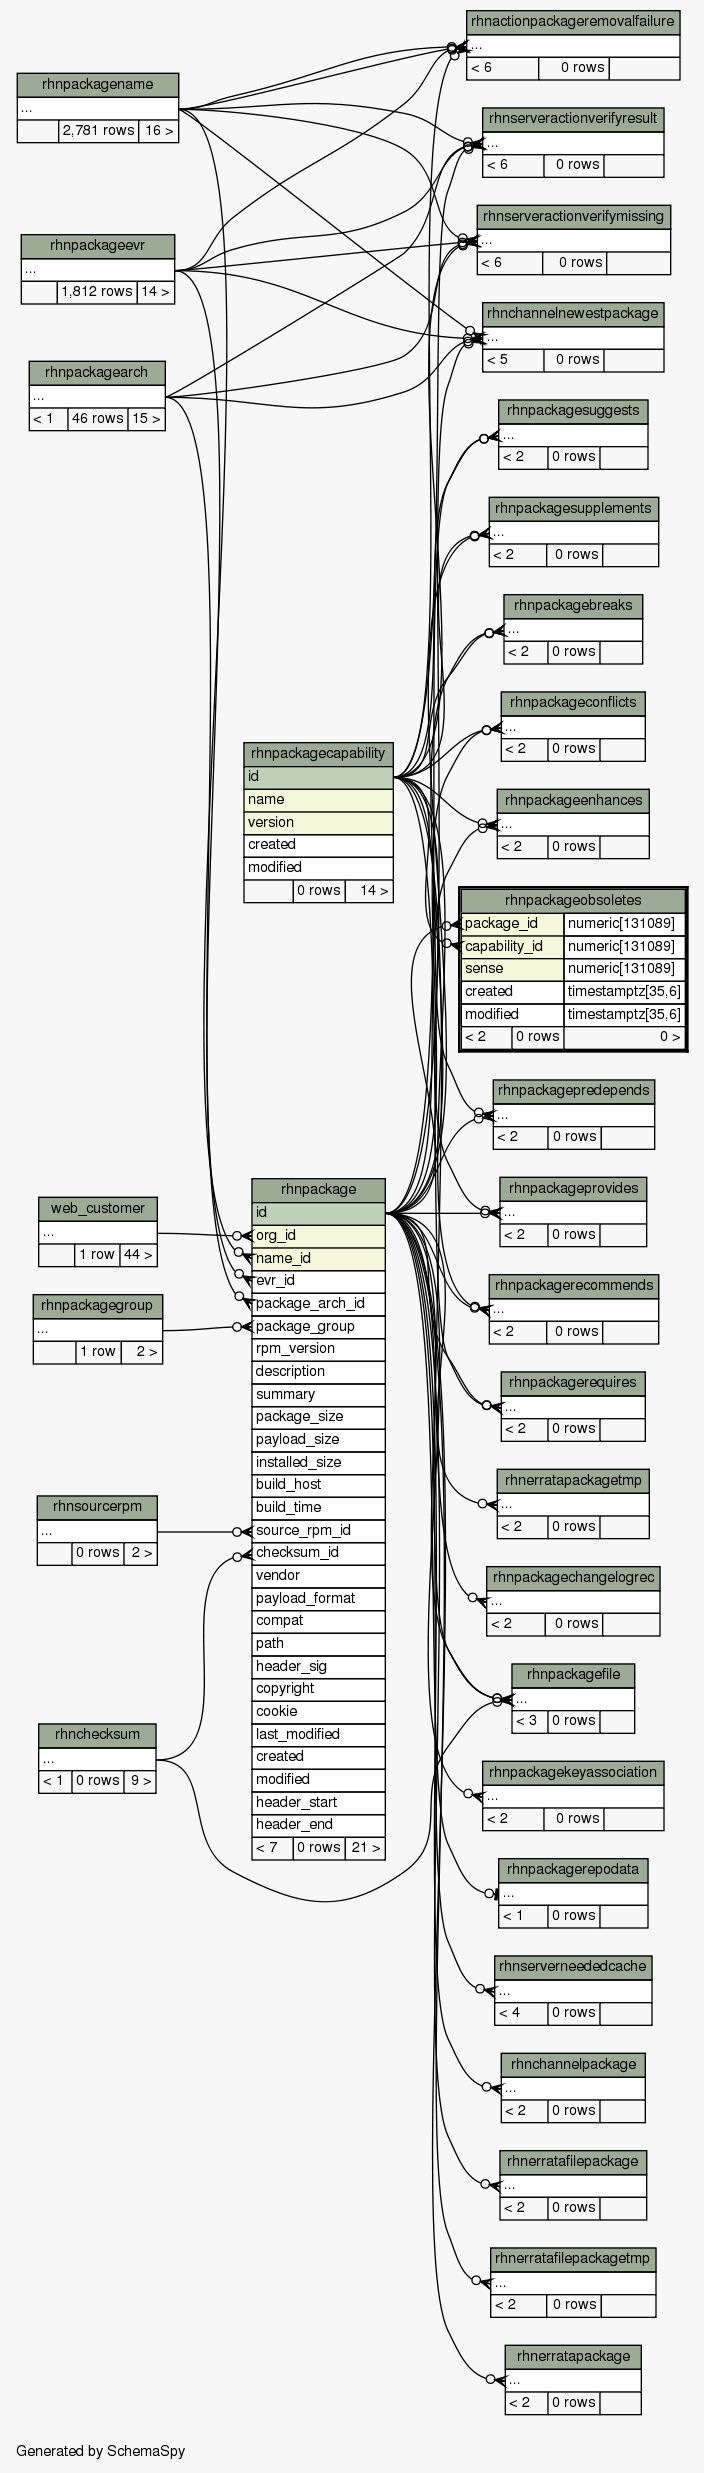 rhnactionpackageremovalfailure
...
< 6 0 rows
rhnpackagename
...
2,781 rows 16 >
rhnserveractionverifyresult
...
< 6 0 rows
rhnserveractionverifymissing
...
< 6 0 rows
rhnpackageevr
...
1,812 rows 14 >
rhnchannelnewestpackage
...
< 5 0 rows
rhnpackagearch
...
< 1 46 rows 15 >
rhnpackagesuggests
...
< 2 0 rows
rhnpackagesupplements
...
< 2 0 rows
rhnpackagebreaks
...
< 2 0 rows
rhnpackageconflicts
...
< 2 0 rows
rhnpackagecapability
id
name
version
created
modified
0 rows 14 >
rhnpackageenhances
...
< 2 0 rows
rhnpackageobsoletes
package_id numeric[131089]
capability_id numeric[131089]
sense numeric[131089]
created timestamptz[35,6]
modified timestamptz[35,6]
< 2 0 rows 0 >
rhnpackagepredepends
...
< 2 0 rows
rhnpackageprovides
...
< 2 0 rows
rhnpackage
id
org_id
name_id
evr_id
package_arch_id
package_group
rpm_version
description
summary
package_size
payload_size
installed_size
build_host
build_time
source_rpm_id
checksum_id
vendor
payload_format
compat
path
header_sig
copyright
cookie
last_modified
created
modified
header_start
header_end
< 7 0 rows 21 >
web_customer
...
1 row 44 >
rhnpackagegroup
...
1 row 2 >
rhnsourcerpm
...
0 rows 2 >
rhnchecksum
...
< 1 0 rows 9 >
rhnpackagerecommends
...
< 2 0 rows
rhnpackagerequires
...
< 2 0 rows
rhnerratapackagetmp
...
< 2 0 rows
rhnpackagechangelogrec
...
< 2 0 rows
rhnpackagefile
...
< 3 0 rows
rhnpackagekeyassociation
...
< 2 0 rows
rhnpackagerepodata
...
< 1 0 rows
rhnserverneededcache
...
< 4 0 rows
rhnchannelpackage
...
< 2 0 rows
rhnerratafilepackage
...
< 2 0 rows
rhnerratafilepackagetmp
...
< 2 0 rows
rhnerratapackage
...
< 2 0 rows
Generated by SchemaSpy